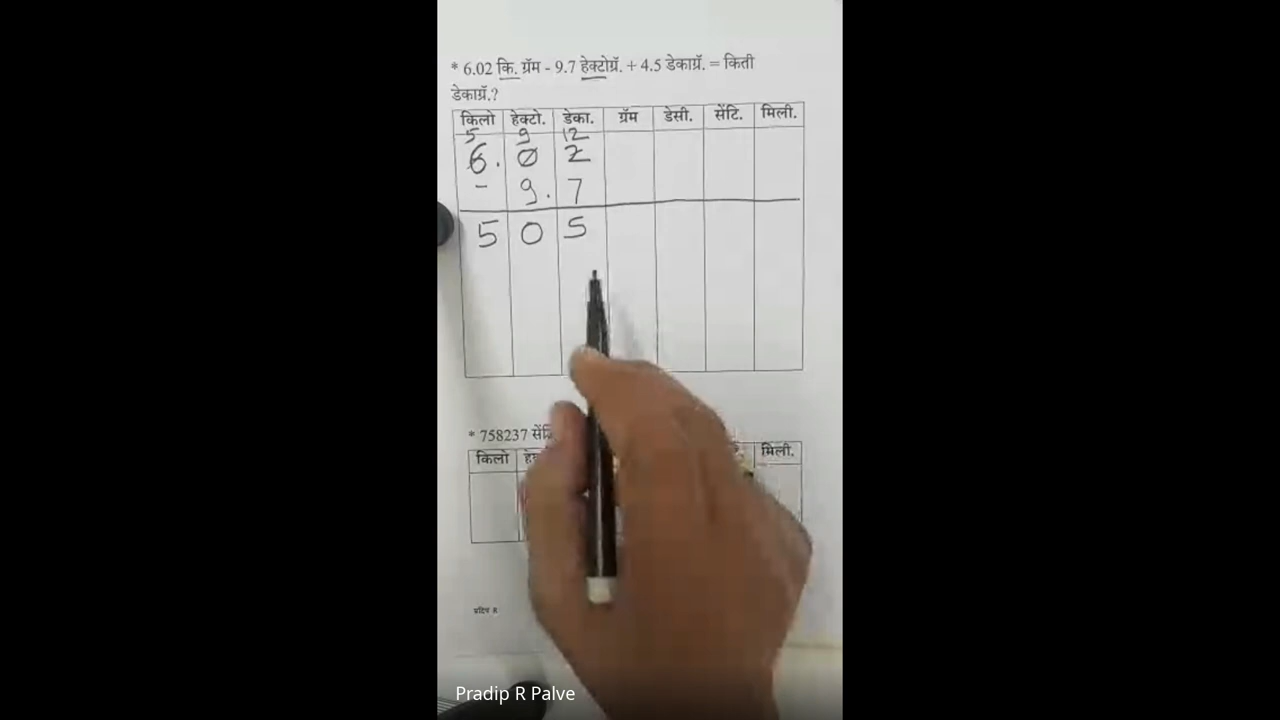 * 6.02 कि. ग्रॅम - 9.7 हेक्टोग्रॅ. + 4.5 डेकाग्रॅ. = किती
डेकाग्रॅ.?
किलो हेक्टो. डेका. ग्रॅम डेसी. सेंटि. मिली.
5 9 12
6. 0 2
- 9. 7
5 0 5
* 758237
किलो मिली.
Pradip R Palve